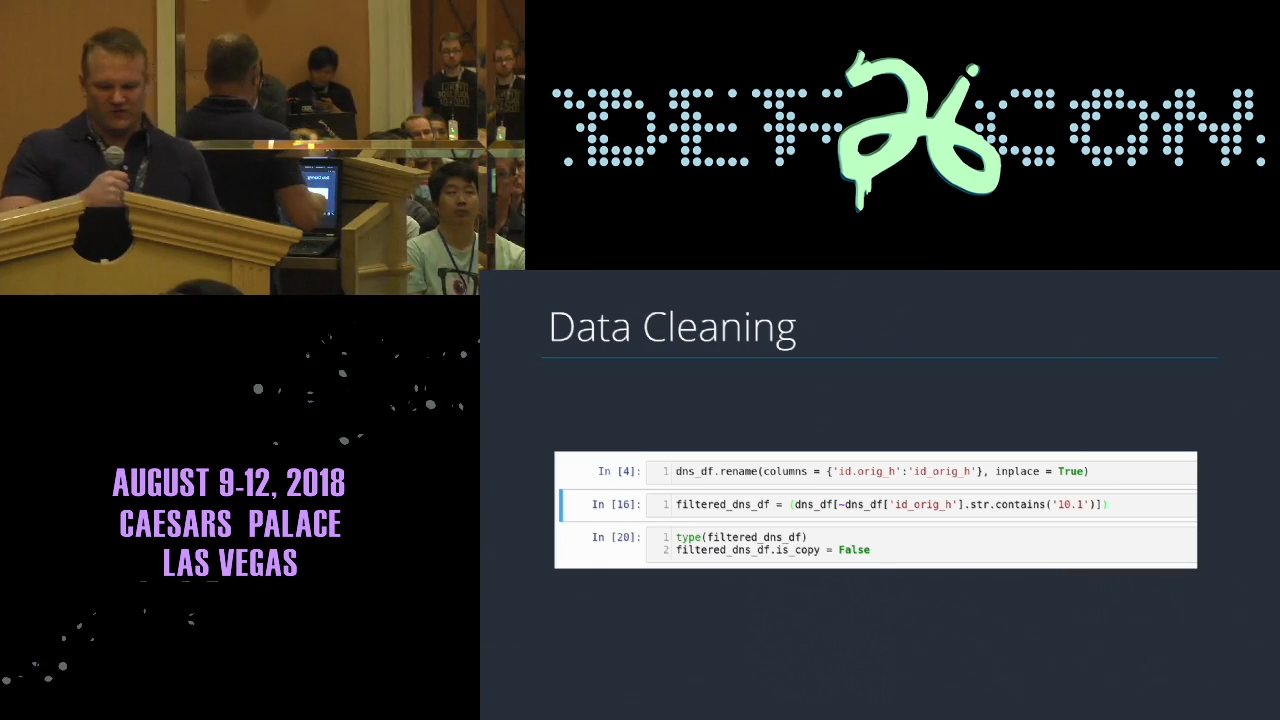 DEF 26 CON
Data Cleaning
In [4]: 1 dns_df.rename(columns = {'id.orig_h':'id_orig_h'}, inplace = True)
In [16]: 1 filtered_dns_df = (dns_df[~dns_df['id_orig_h'].str.contains('10.1')])
In [20]: 1 type(filtered_dns_df)
2 filtered_dns_df.is_copy = False
AUGUST 9-12, 2018
CAESARS PALACE
LAS VEGAS